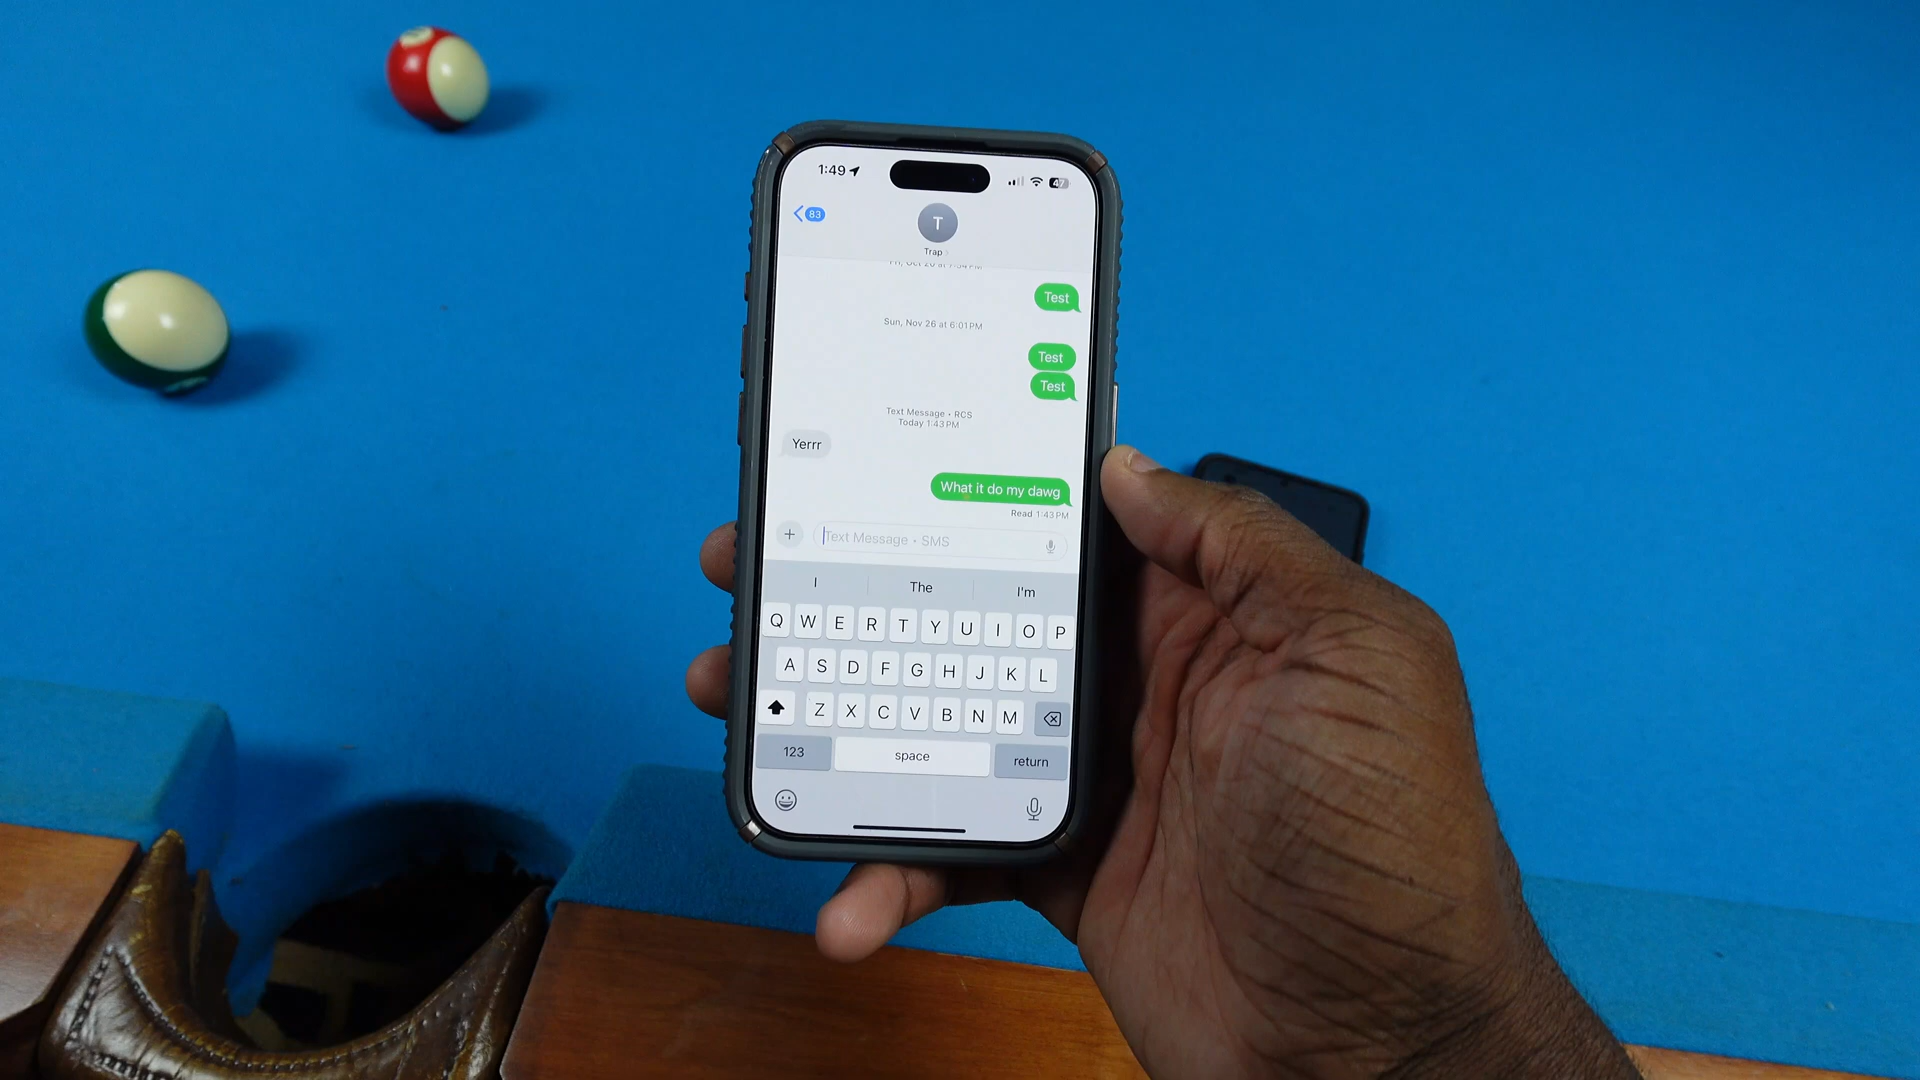 1:49
47
83
T
Trap
Test
Sun, Nov 26 at 6:01 PM
Test
Test
Text Message • RCS
Today 1:43 PM
Yerrr
What it do my dawg
Read 1:43 PM
Text Message • SMS
I The I'm
Q W E R T Y U I O P
A S D F G H J K L
Z X C V B N M
123 space return